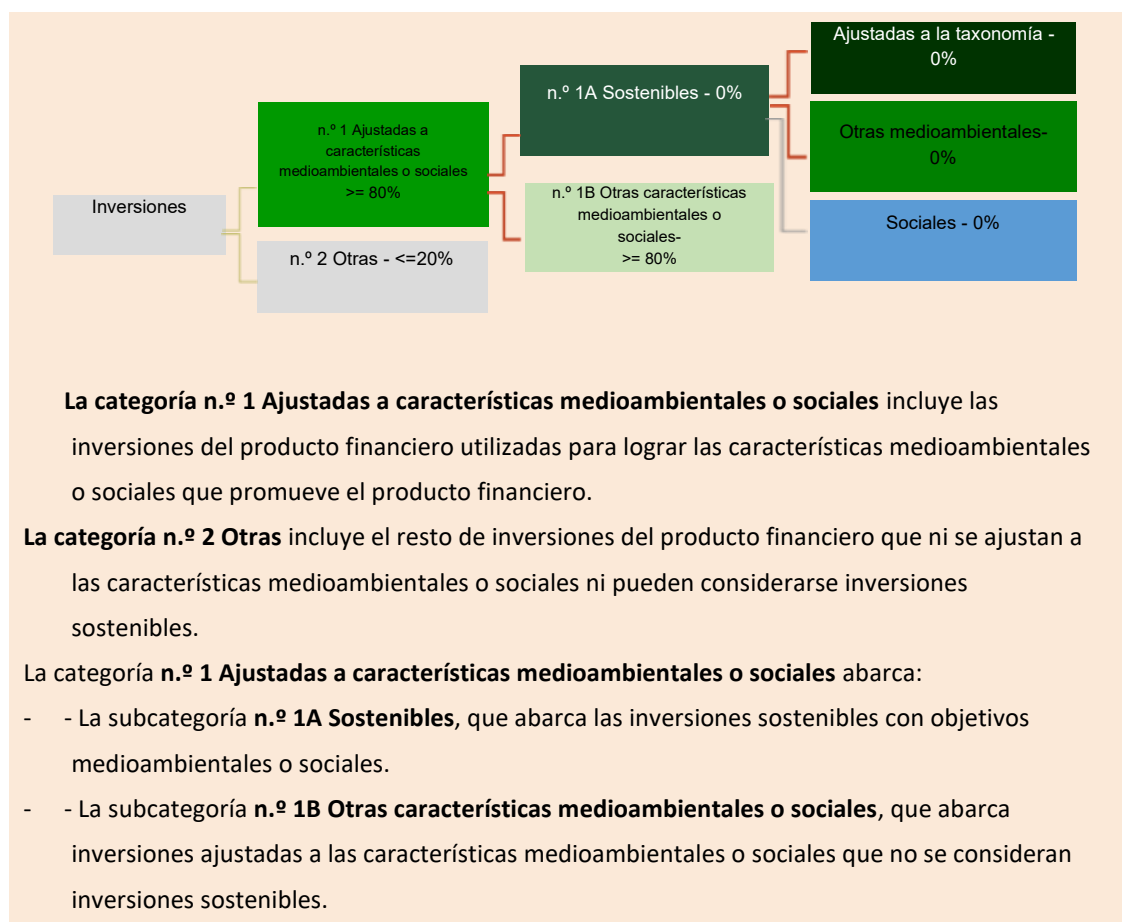 Inversiones
n.º 1 Ajustadas a
características
medioambientales o sociales
>= 80%
n.º 2 Otras - <=20%
n.º 1A Sostenibles - 0%
n.º 1B Otras características
medioambientales o
sociales-
>= 80%
Ajustadas a la taxonomía -
0%
Otras medioambientales-
0%
Sociales - 0%
La categoría n.º 1 Ajustadas a características medioambientales o sociales incluye las
inversiones del producto financiero utilizadas para lograr las características medioambientales
o sociales que promueve el producto financiero.
La categoría n.º 2 Otras incluye el resto de inversiones del producto financiero que ni se ajustan a
las características medioambientales o sociales ni pueden considerarse inversiones
sostenibles.
La categoría n.º 1 Ajustadas a características medioambientales o sociales abarca:
- - La subcategoría n.º 1A Sostenibles, que abarca las inversiones sostenibles con objetivos
medioambientales o sociales.
- - La subcategoría n.º 1B Otras características medioambientales o sociales, que abarca
inversiones ajustadas a las características medioambientales o sociales que no se consideran
inversiones sostenibles.